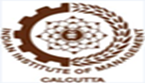 INDIAN INSTITUTE OF MANAGEMENT
CALCUTTA